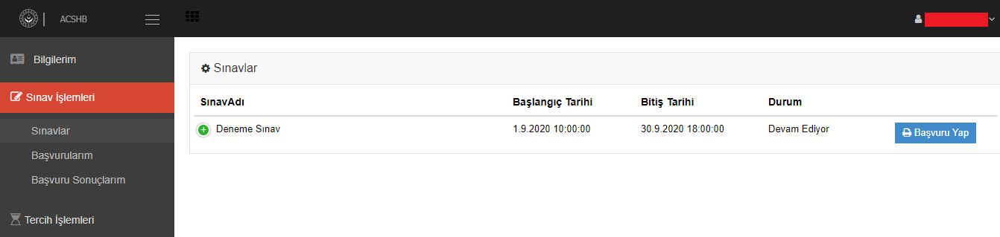 ACSHB
Bilgilerim
Sınav İşlemleri
Sınavlar
Başvurularım
Başvuru Sonuçlarım
Tercih İşlemleri
Sınavlar
SınavAdı Başlangıç Tarihi Bitiş Tarihi Durum
Deneme Sınav 1.9.2020 10:00:00 30.9.2020 18:00:00 Devam Ediyor Başvuru Yap